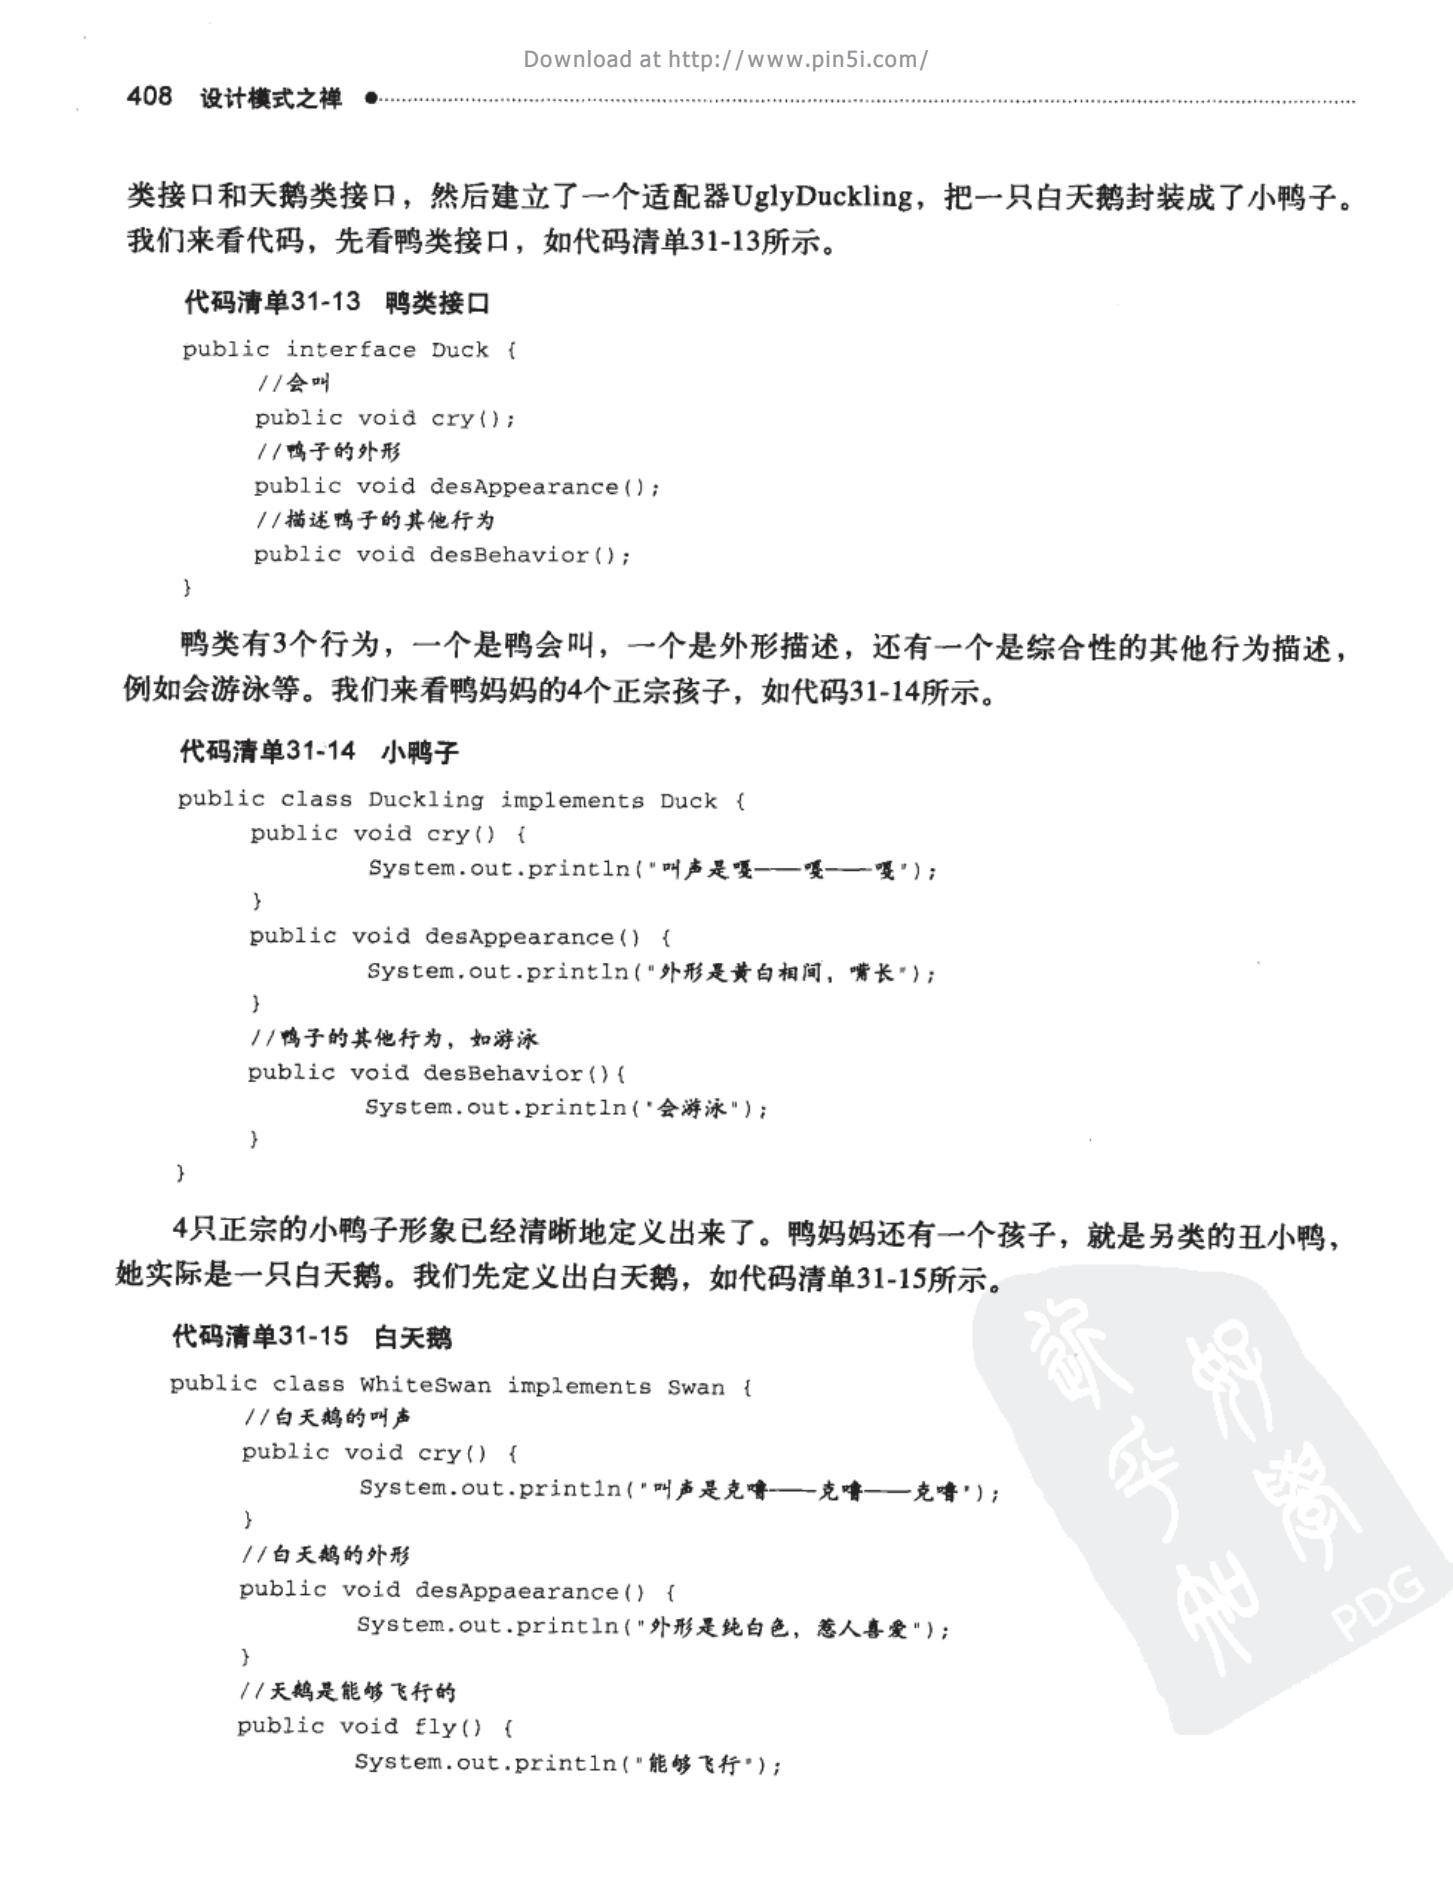 Download at http://www.pin5i.com/
408 设计模式之禅
类接口和天鹅类接口，然后建立了一个适配器UglyDuckling，把一只白天鹅封装成了小鸭子。
我们来看代码，先看鸭类接口，如代码清单31-13所示。
代码清单31-13 鸭类接口
public interface Duck {
//会叫
public void cry();
//鸭子的外形
public void desAppearance();
//描述鸭子的其他行为
public void desBehavior();
}
鸭类有3个行为，一个是鸭会叫，一个是外形描述，还有一个是综合性的其他行为描述，
例如会游泳等。我们来看鸭妈妈的4个正宗孩子，如代码31-14所示。
代码清单31-14 小鸭子
public class Duckling implements Duck {
public void cry() {
System.out.println("叫声是嘎——嘎——嘎");
}
public void desAppearance() {
System.out.println("外形是黄白相间，嘴长");
}
//鸭子的其他行为，如游泳
public void desBehavior(){
System.out.println("会游泳");
}
}
4只正宗的小鸭子形象已经清晰地定义出来了。鸭妈妈还有一个孩子，就是另类的丑小鸭，
她实际是一只白天鹅。我们先定义出白天鹅，如代码清单31-15所示。
代码清单31-15 白天鹅
public class WhiteSwan implements Swan {
//白天鹅的叫声
public void cry() {
System.out.println("叫声是克噜——克噜——克噜");
}
//白天鹅的外形
public void desAppaearance() {
System.out.println("外形是纯白色，惹人喜爱");
}
//天鹅是能够飞行的
public void fly() {
System.out.println("能够飞行");
PDG